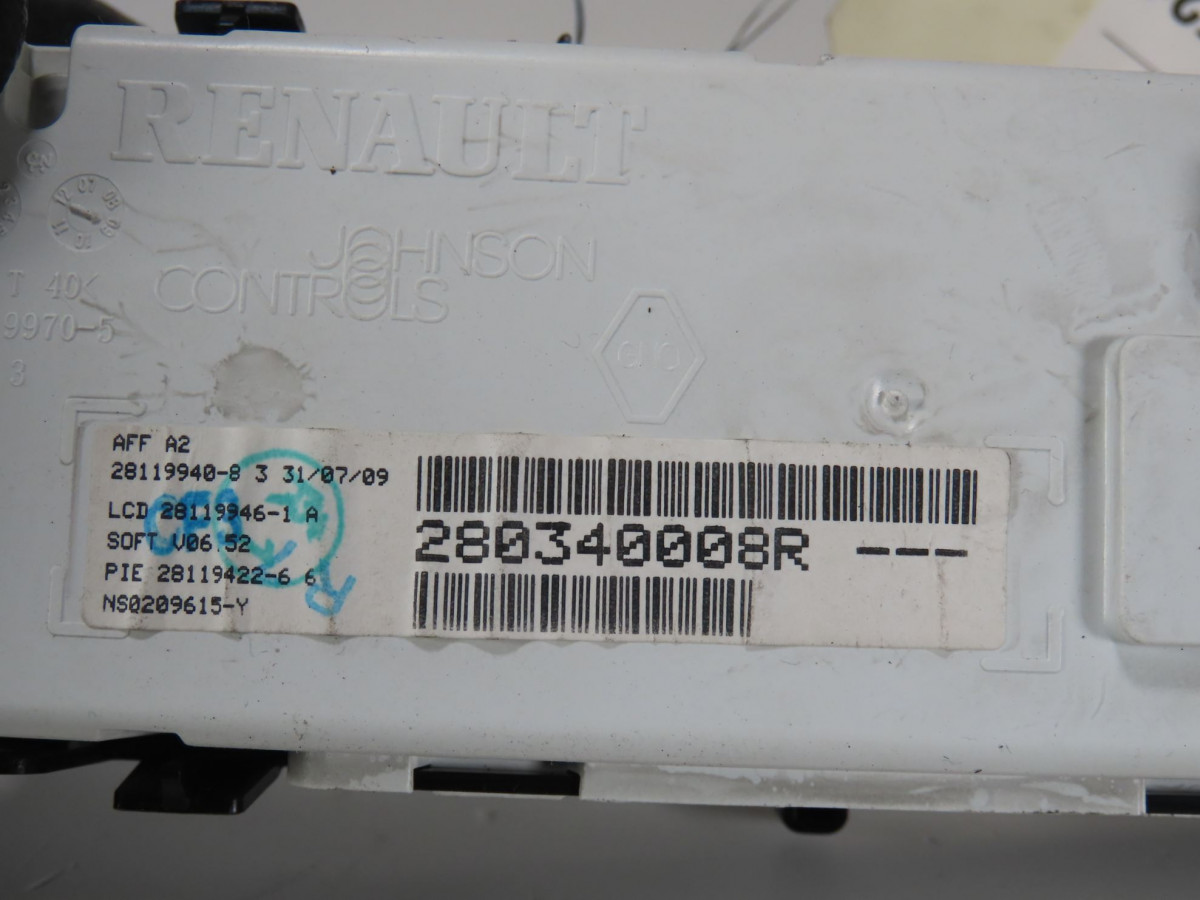 RENAULT
JOHNSON
CONTROLS
T 40
9970-5
3
AFF A2
28119940-8 3 31/07/09
LCD 28119946-1 A
SOFT V06.52
PIE 28119422-6 6
NS0209615-Y
280340008R ---